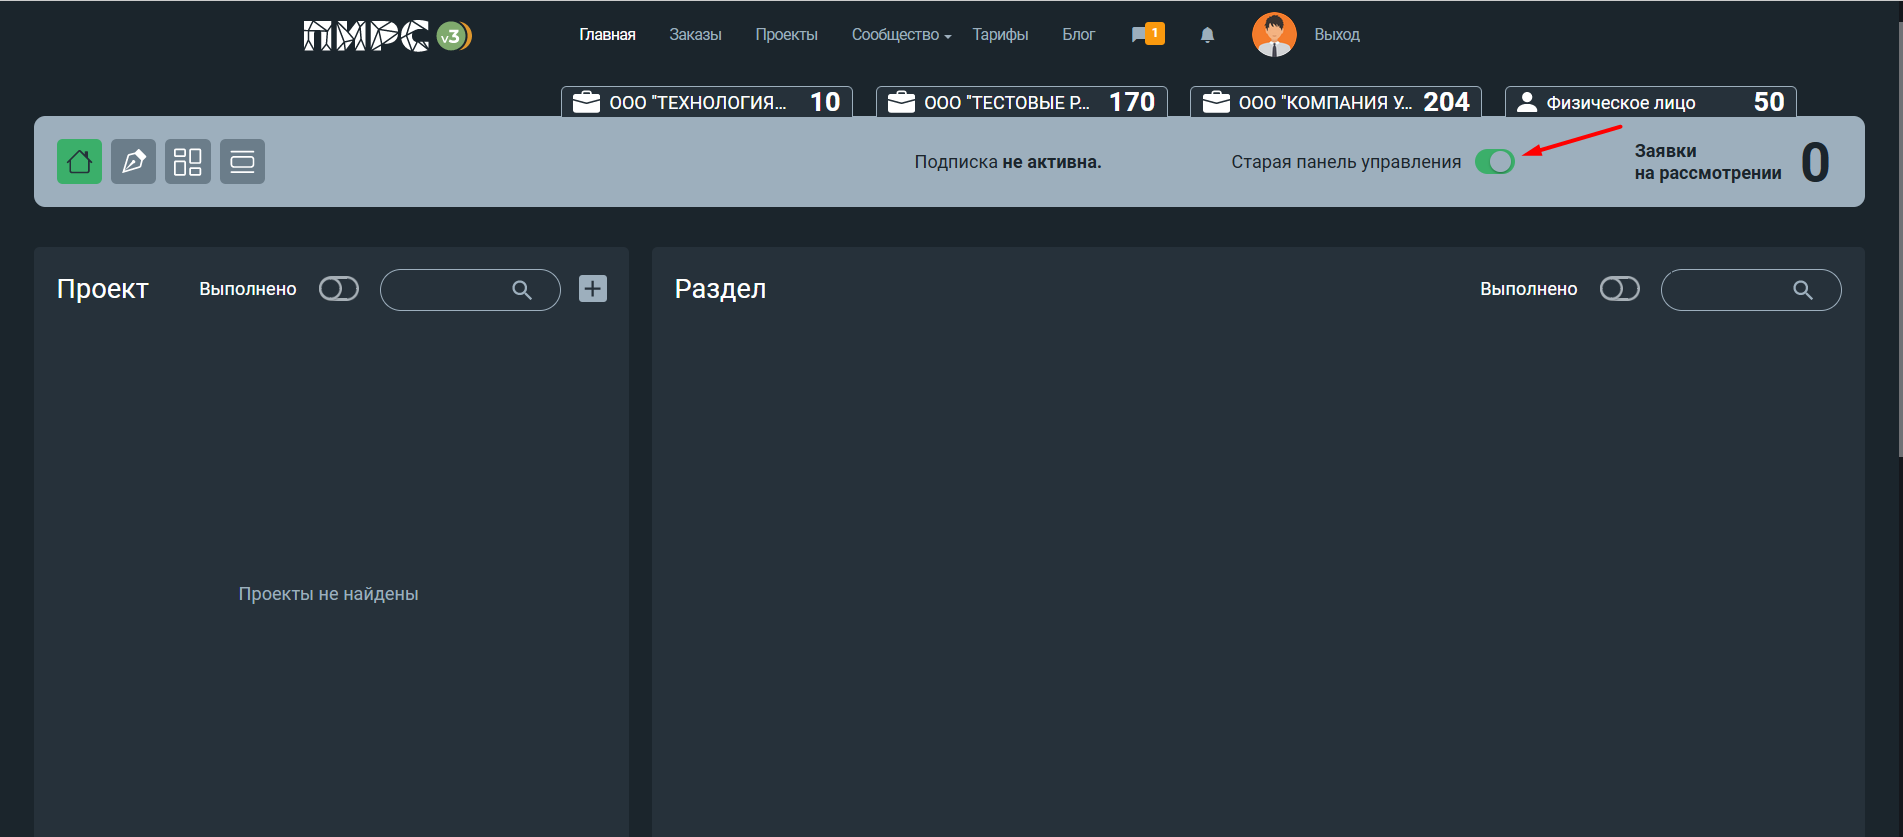 ПИРС v3
Главная Заказы Проекты Сообщество Тарифы Блог 1 Выход
ООО "ТЕХНОЛОГИЯ... 10 ООО "ТЕСТОВЫЕ Р... 170 ООО "КОМПАНИЯ У... 204 Физическое лицо 50
Подписка не активна. Старая панель управления
Заявки
на рассмотрении 0
Проект Выполнено
Раздел Выполнено
Проекты не найдены